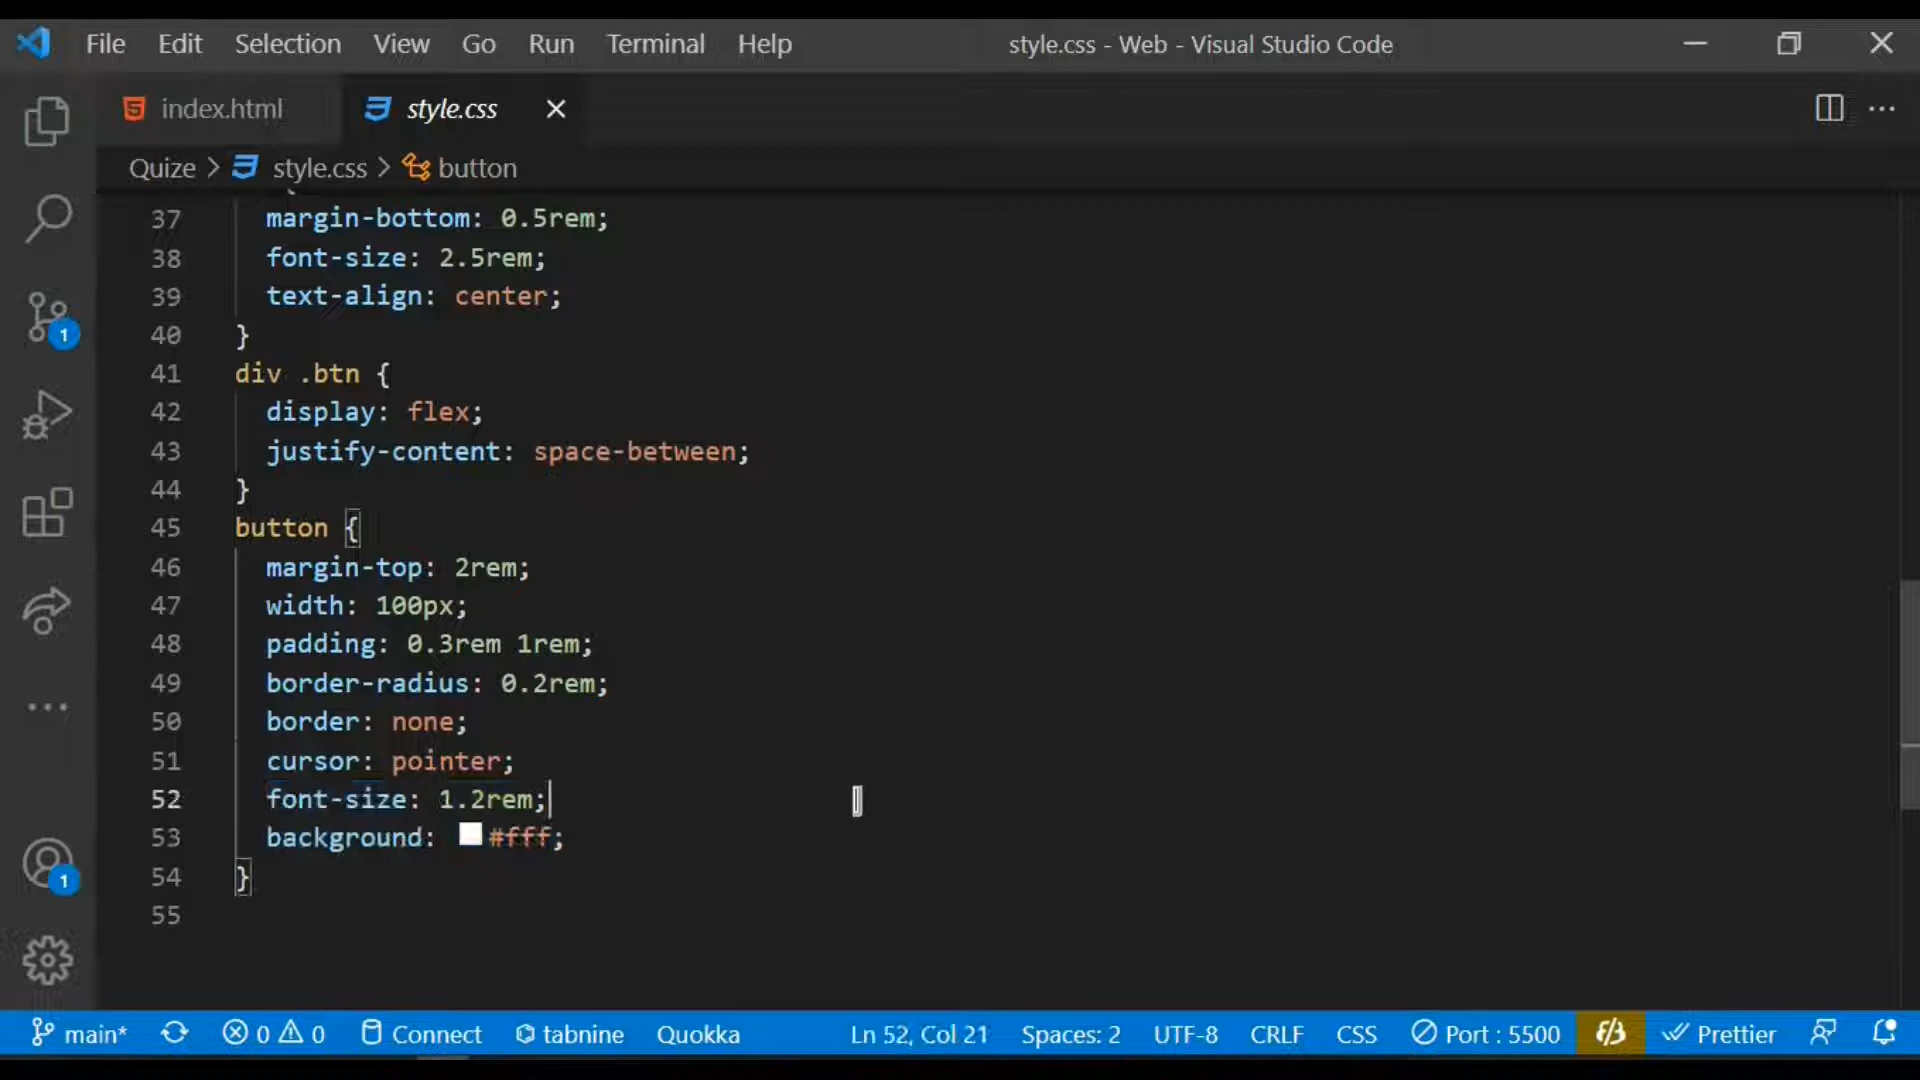 File Edit Selection View Go Run Terminal Help style.css - Web - Visual Studio Code
index.html style.css
Quize > style.css > button
37 margin-bottom: 0.5rem;
38 font-size: 2.5rem;
39 text-align: center;
40 }
41 div .btn {
42 display: flex;
43 justify-content: space-between;
44 }
45 button {
46 margin-top: 2rem;
47 width: 100px;
48 padding: 0.3rem 1rem;
49 border-radius: 0.2rem;
50 border: none;
51 cursor: pointer;
52 font-size: 1.2rem;
53 background: #fff;
54 }
55
1
1
main* 0 0 Connect tabnine Quokka Ln 52, Col 21 Spaces: 2 UTF-8 CRLF CSS Port : 5500 Prettier